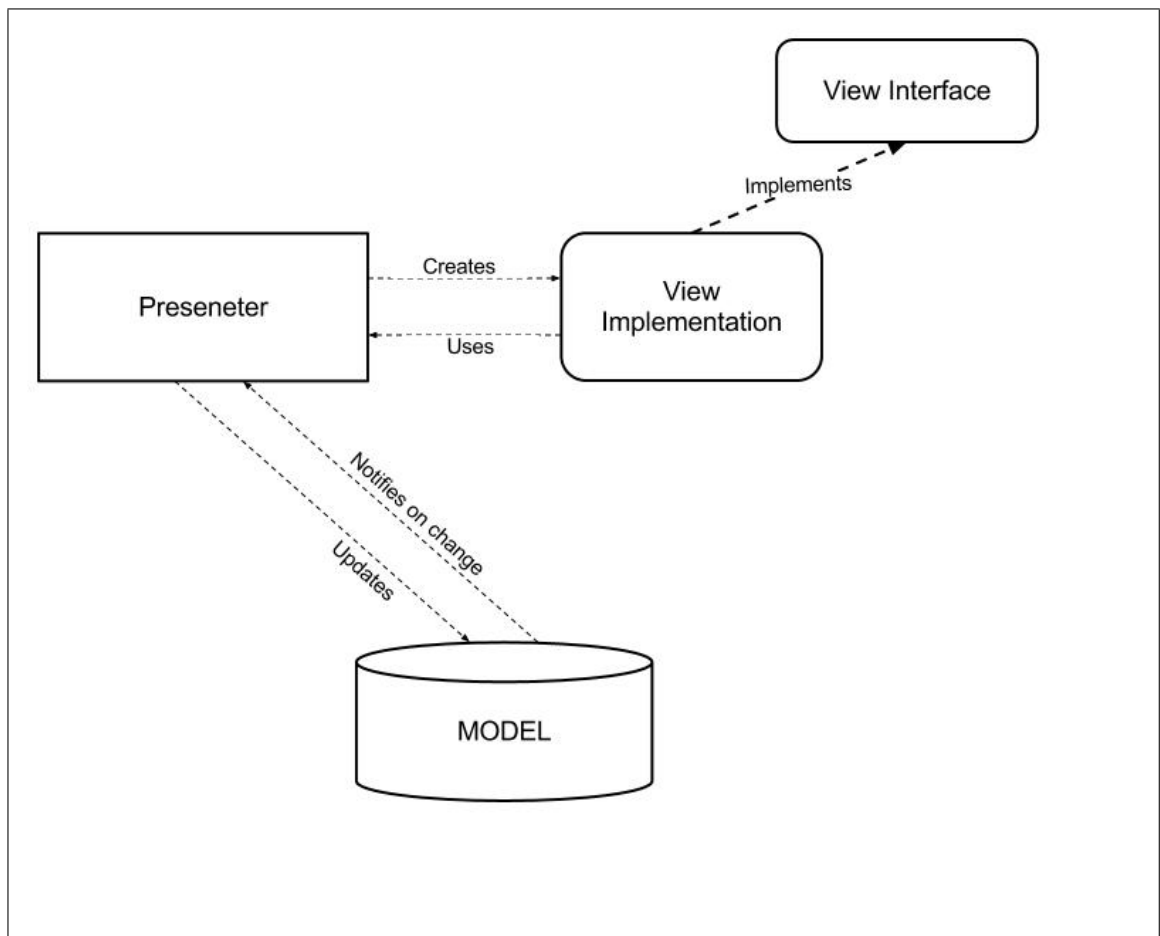 View Interface
Implements
Creates
Preseneter
View
Implementation
Uses
Notifies on change
Updates
MODEL